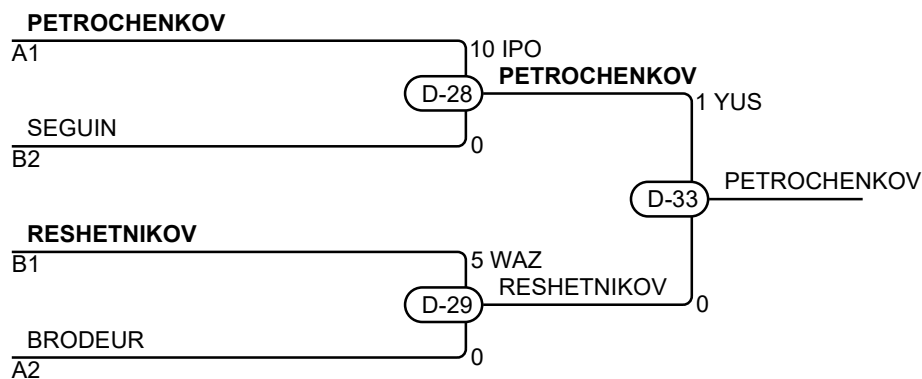 PETROCHENKOV
A1
10 IPO
D-28
PETROCHENKOV
1 YUS
SEGUIN
B2
0
D-33
PETROCHENKOV
RESHETNIKOV
B1
5 WAZ
D-29
RESHETNIKOV
0
BRODEUR
A2
0